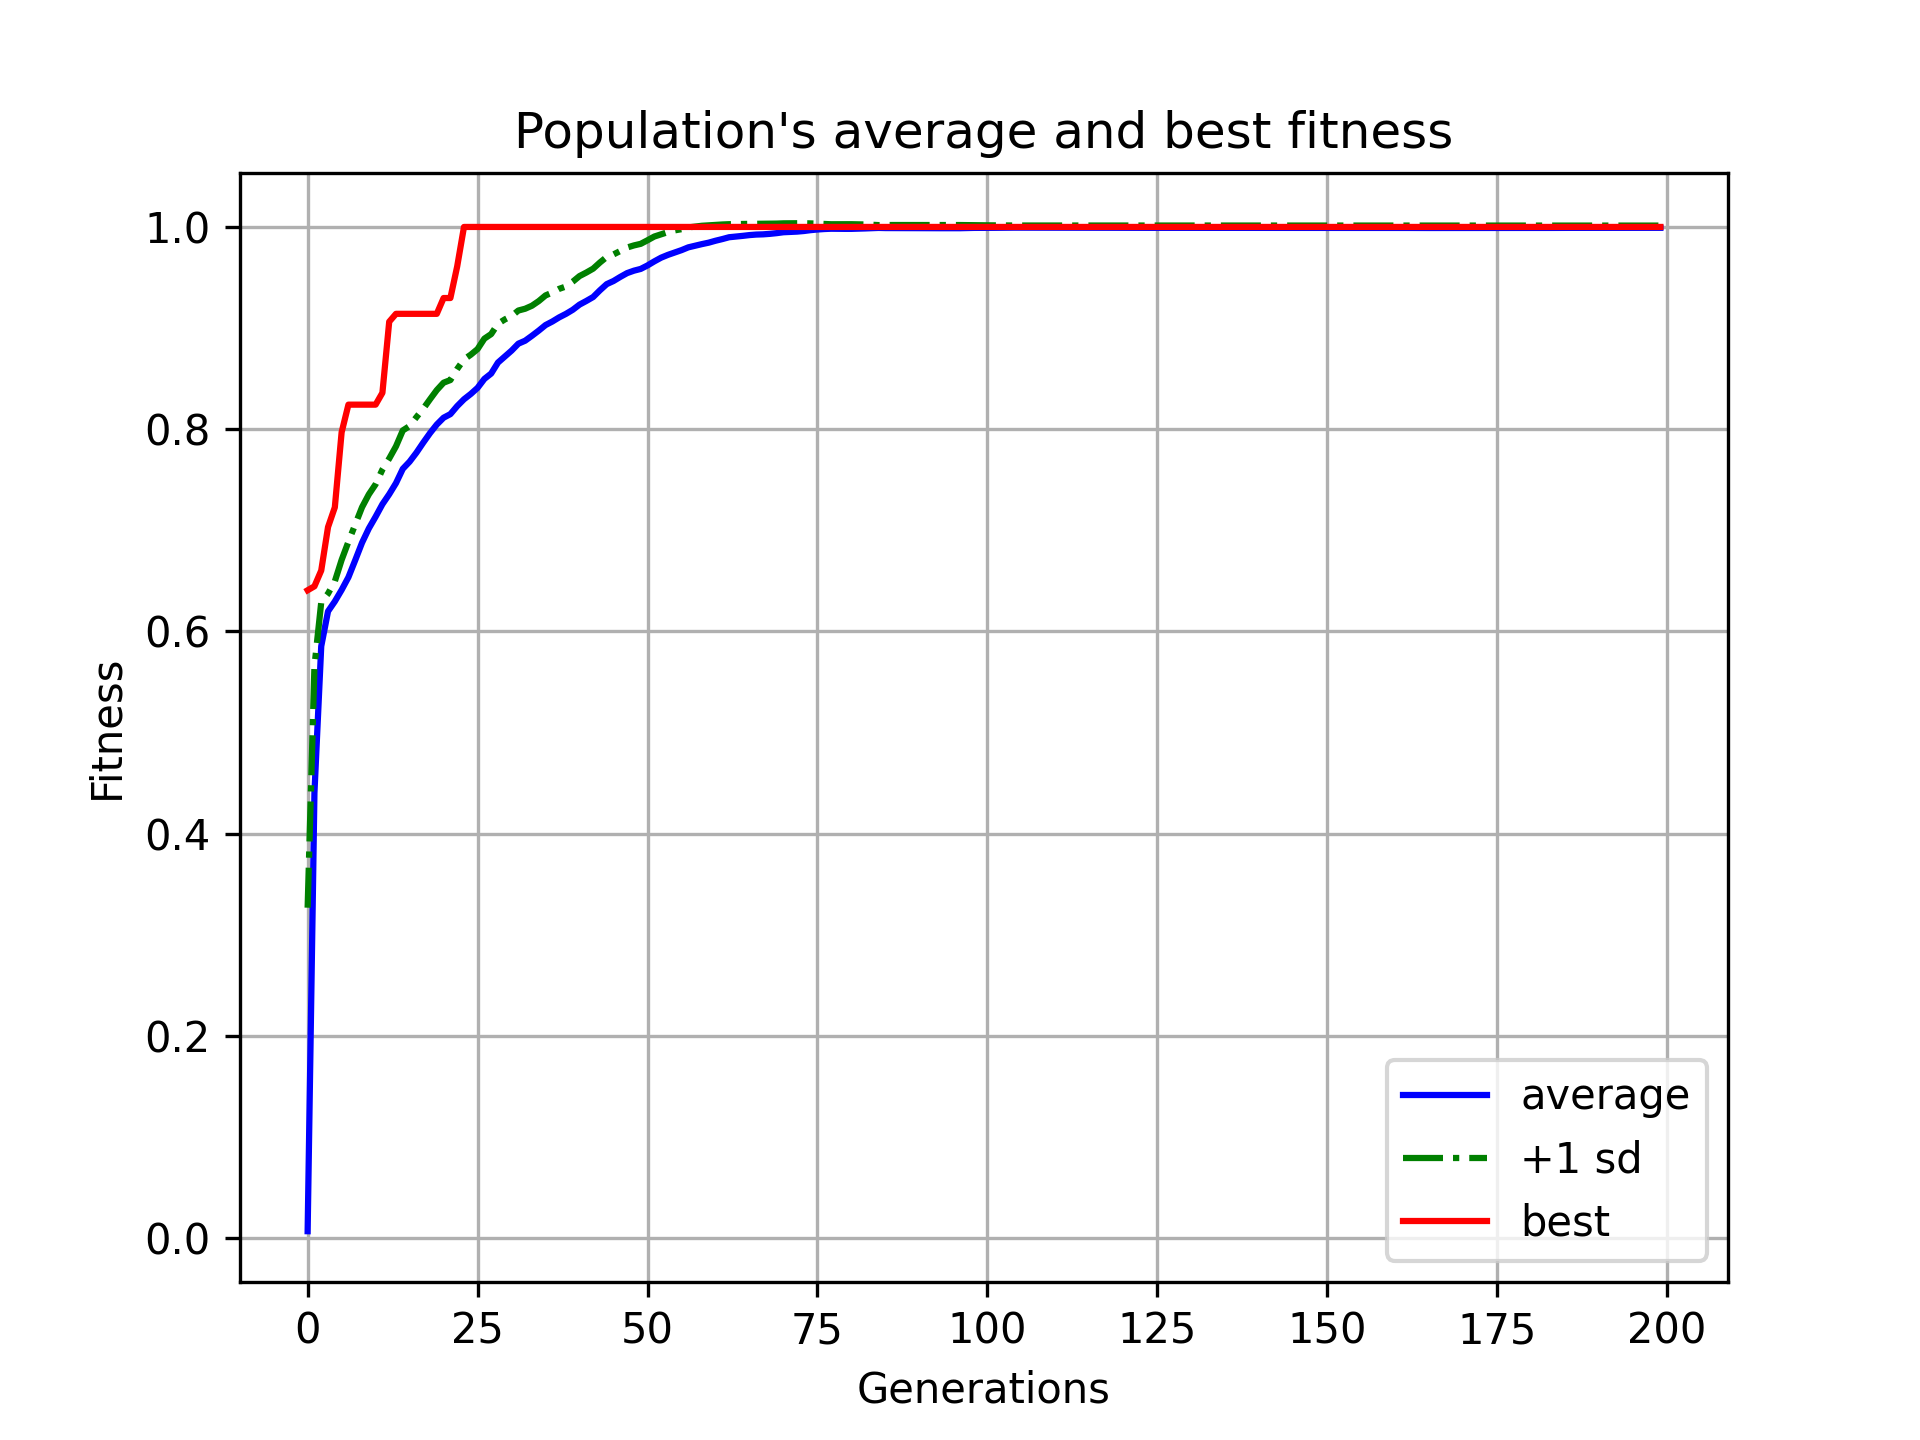 Population's average and best fitness
Fitness
1.0
0.8
0.6
0.4
0.2
0.0
0 25 50 75 100 125 150 175 200
Generations
average
+1 sd
best